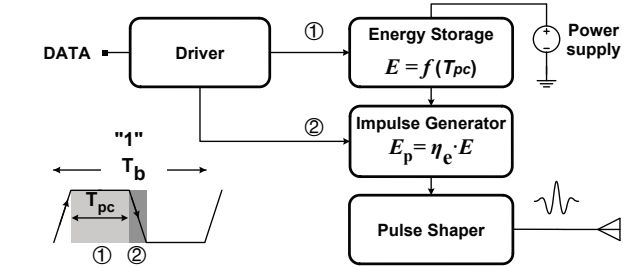 DATA
Driver
①
Energy Storage
E = f(Tpc)
+
−
Power
supply
②
Impulse Generator
Ep = ηe·E
"1"
Tb
Tpc
① ②
Pulse Shaper